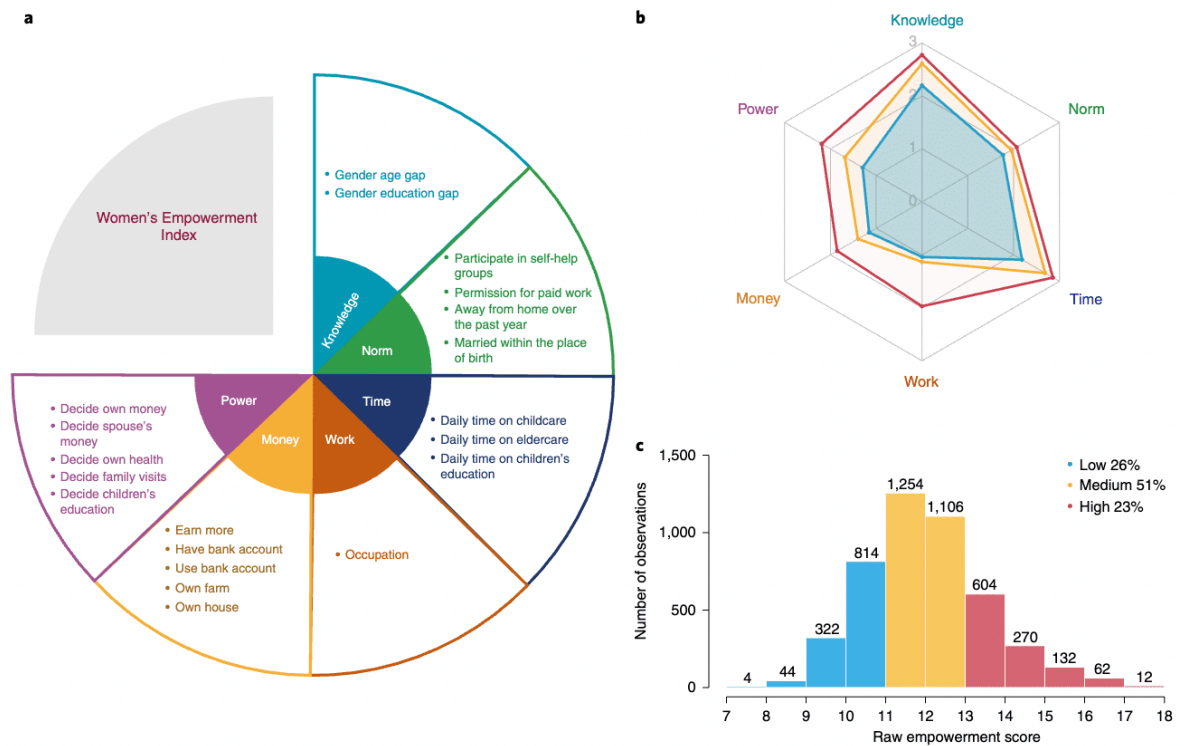 a
Women's Empowerment
Index
• Gender age gap
• Gender education gap
• Participate in self-help
groups
• Permission for paid work
• Away from home over
the past year
• Married within the place
of birth
Knowledge
Norm
Power
Time
Money
Work
• Decide own money
• Decide spouse's
money
• Decide own health
• Decide family visits
• Decide children's
education
• Daily time on childcare
• Daily time on eldercare
• Daily time on children's
education
• Earn more
• Have bank account
• Use bank account
• Own farm
• Own house
• Occupation
b
Knowledge
3
Power
Norm
2
1
0
Money
Time
Work
c
1,500
1,000
500
0
Number of observations
• Low 26%
• Medium 51%
• High 23%
4
44
322
814
1,254
1,106
604
270
132
62
12
7 8 9 10 11 12 13 14 15 16 17 18
Raw empowerment score